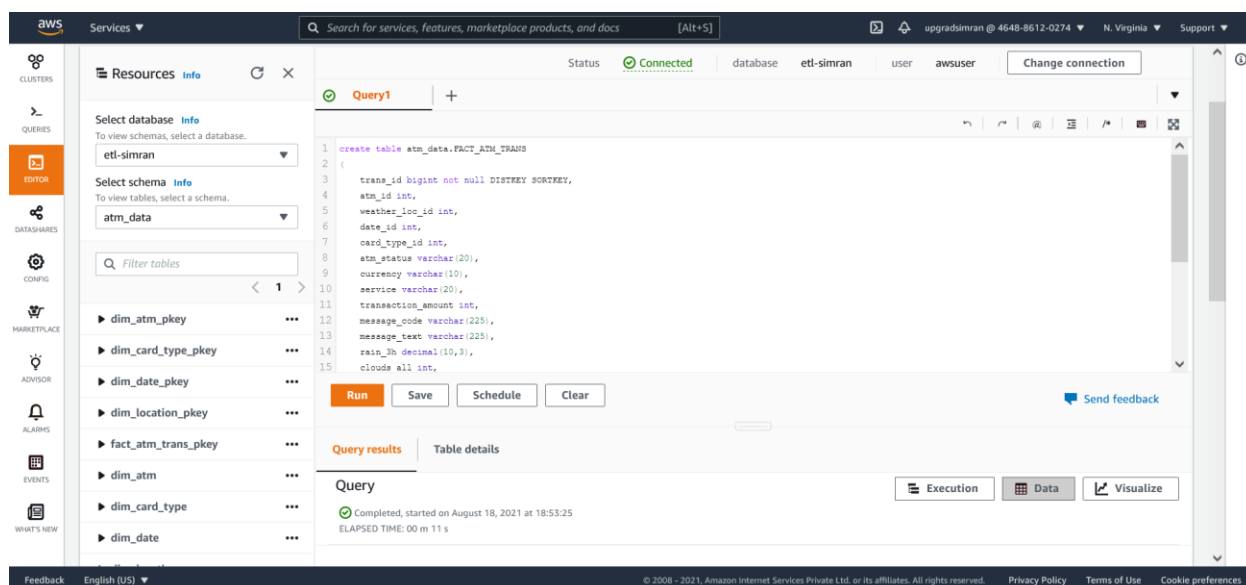 aws
Services ▼
Search for services, features, marketplace products, and docs [Alt+S]
upgradsimran @ 4648-8612-0274 ▼
N. Virginia ▼
Support ▼
CLUSTERS
QUERIES
EDITOR
DATASHARES
CONFIG
MARKETPLACE
ADVISOR
ALARMS
EVENTS
WHAT'S NEW
Resources Info
Select database Info
To view schemas, select a database.
etl-simran
Select schema Info
To view tables, select a schema.
atm_data
Filter tables
< 1 >
dim_atm_pkey
dim_card_type_pkey
dim_date_pkey
dim_location_pkey
fact_atm_trans_pkey
dim_atm
dim_card_type
dim_date
Status Connected database etl-simran user awsuser Change connection
Query1 +
1 create table atm_data.FACT_ATM_TRANS
2 (
3 trans_id bigint not null DISTKEY SORTKEY,
4 atm_id int,
5 weather_loc_id int,
6 date_id int,
7 card_type_id int,
8 atm_status varchar(20),
9 currency varchar(10),
10 service varchar(20),
11 transaction_amount int,
12 message_code varchar(225),
13 message_text varchar(225),
14 rain_3h decimal(10,3),
15 clouds_all int,
Run Save Schedule Clear
Send feedback
Query results Table details
Query
Execution Data Visualize
Completed, started on August 18, 2021 at 18:53:25
ELAPSED TIME: 00 m 11 s
Feedback English (US) ▼ © 2008 - 2021, Amazon Internet Services Private Ltd. or its affiliates. All rights reserved. Privacy Policy Terms of Use Cookie preferences